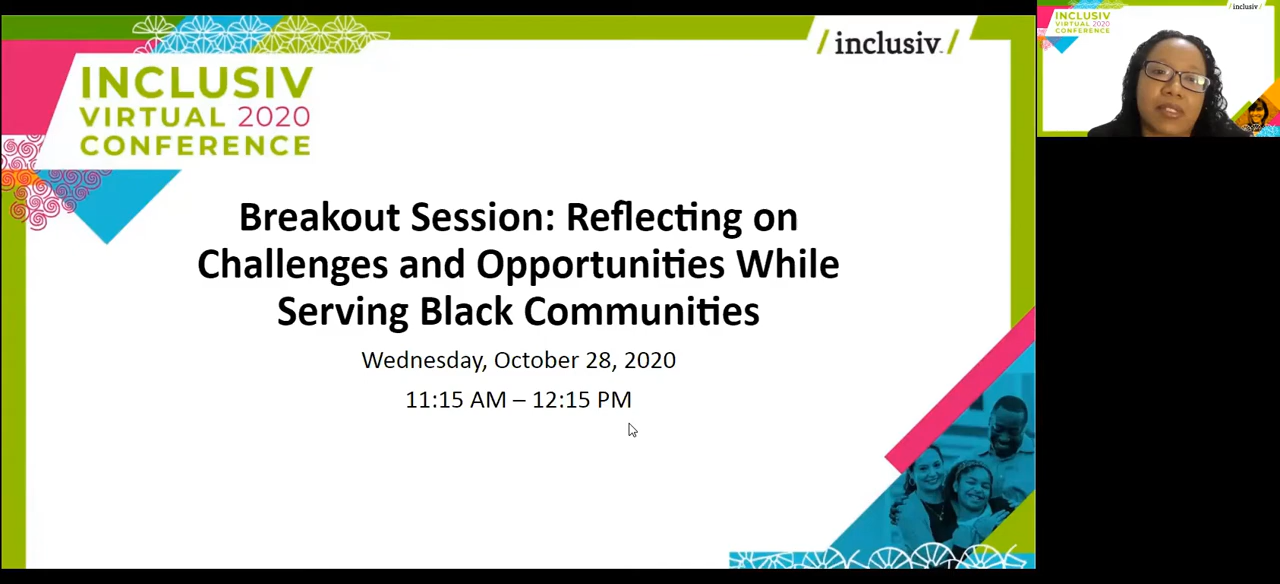 INCLUSIV
VIRTUAL 2020
CONFERENCE
/ inclusiv /
Breakout Session: Reflecting on
Challenges and Opportunities While
Serving Black Communities
Wednesday, October 28, 2020
11:15 AM – 12:15 PM
INCLUSIV
VIRTUAL 2020
CONFERENCE
/ inclusiv /